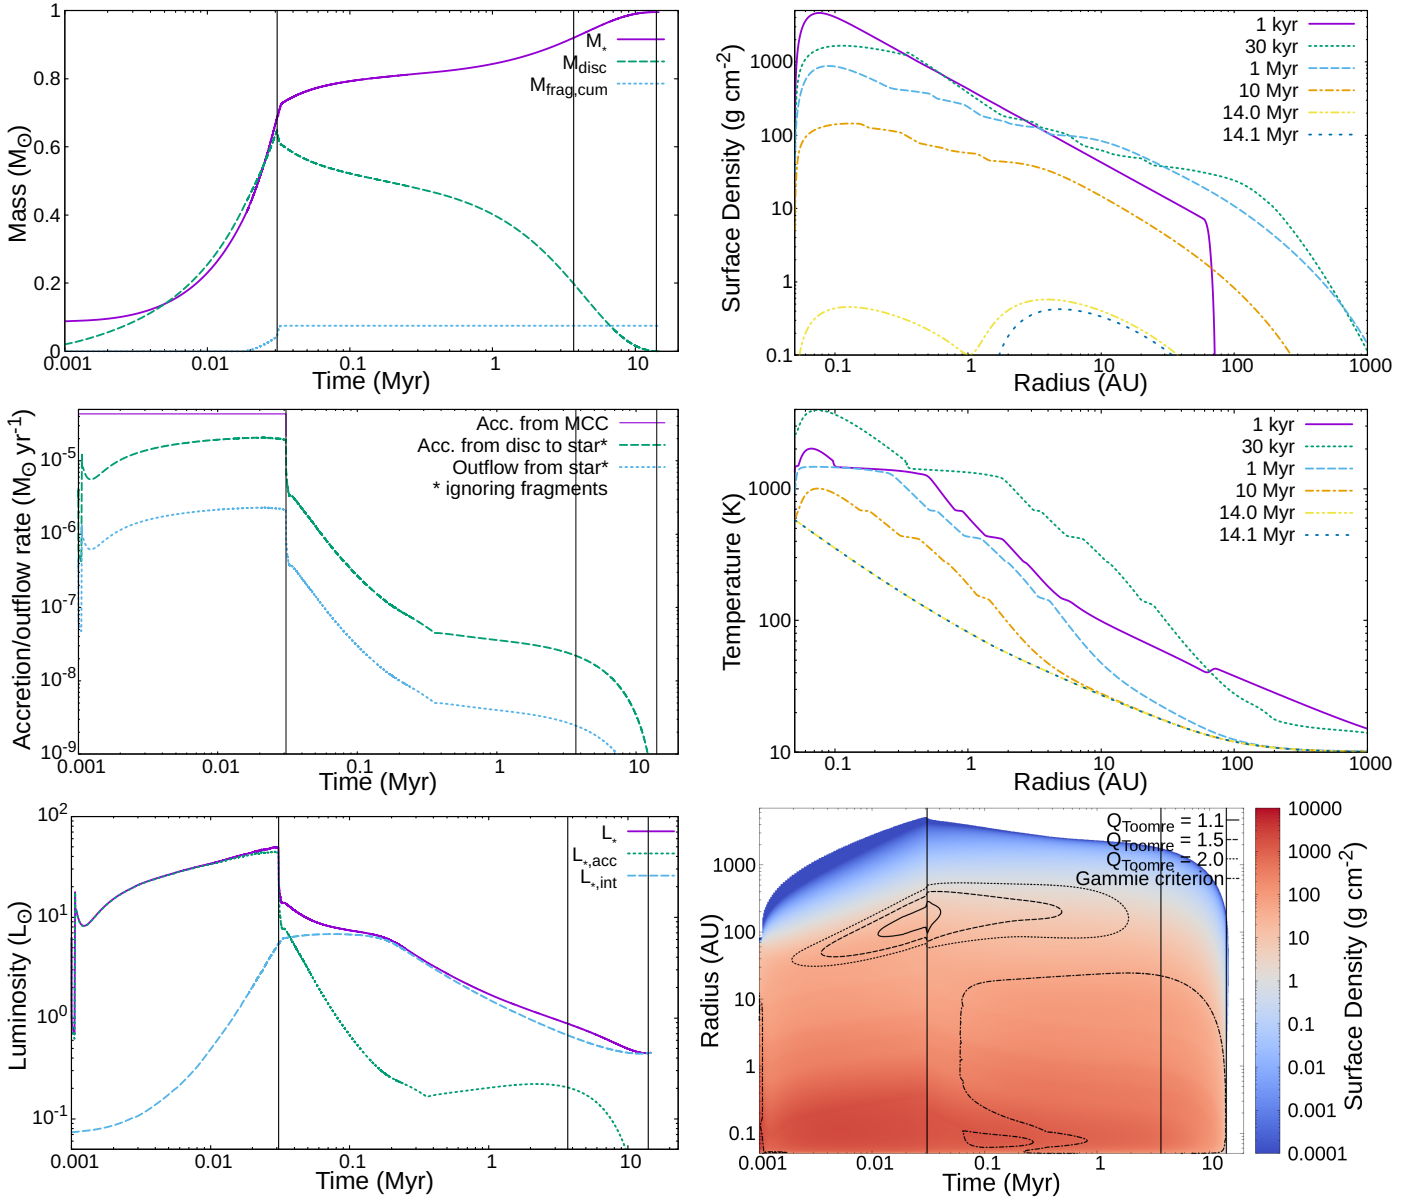 1
0.8
0.6
0.4
0.2
0
Mass (M⊙)
M*
Mdisc
Mfrag,cum
0.001
0.01
0.1
1
10
Time (Myr)
1000
100
10
1
0.1
Surface Density (g cm-2)
1 kyr
30 kyr
1 Myr
10 Myr
14.0 Myr
14.1 Myr
0.1
1
10
100
1000
Radius (AU)
10-5
10-6
10-7
10-8
10-9
Accretion/outflow rate (M⊙ yr-1)
Acc. from MCC
Acc. from disc to star*
Outflow from star*
* ignoring fragments
0.001
0.01
0.1
1
10
Time (Myr)
1000
100
10
Temperature (K)
1 kyr
30 kyr
1 Myr
10 Myr
14.0 Myr
14.1 Myr
0.1
1
10
100
1000
Radius (AU)
102
101
100
10-1
Luminosity (L⊙)
L*
L*,acc
L*,int
0.001
0.01
0.1
1
10
Time (Myr)
1000
100
10
1
0.1
Radius (AU)
QToomre = 1.1
QToomre = 1.5
QToomre = 2.0
Gammie criterion
0.001
0.01
0.1
1
10
Time (Myr)
10000
1000
100
10
1
0.1
0.01
0.001
0.0001
Surface Density (g cm-2)